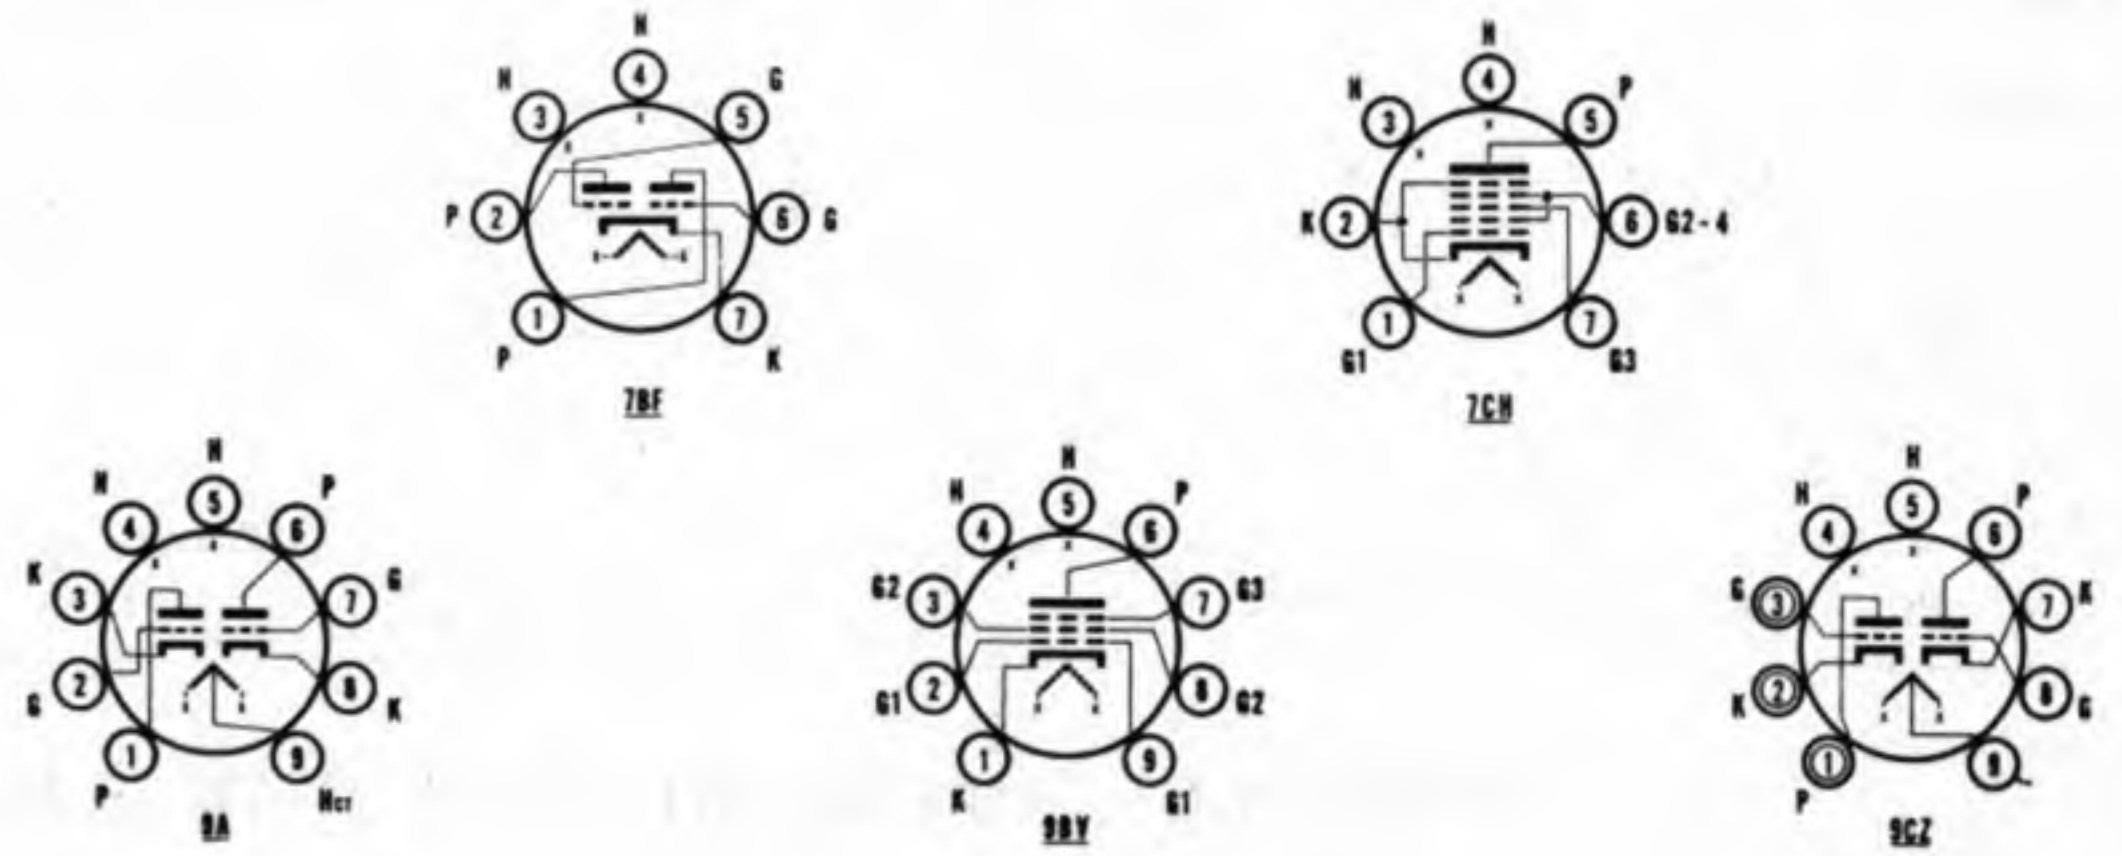 H
H 4 G
3 5
P 2 6 G
1 7
P K
7BF
H
H 4 P
3 5
K 2 6 G2-4
1 7
G1 G3
7CH
H
H 5 P
4 6
K 3 7 G
G 2 8 K
1 9
P HCT
9A
H
H 5 P
4 6
G2 3 7 G3
G1 2 8 G2
1 9
K G1
9BV
H
H 5 P
4 6
G 3 7 K
K 2 8 G
1 9
P
9CZ